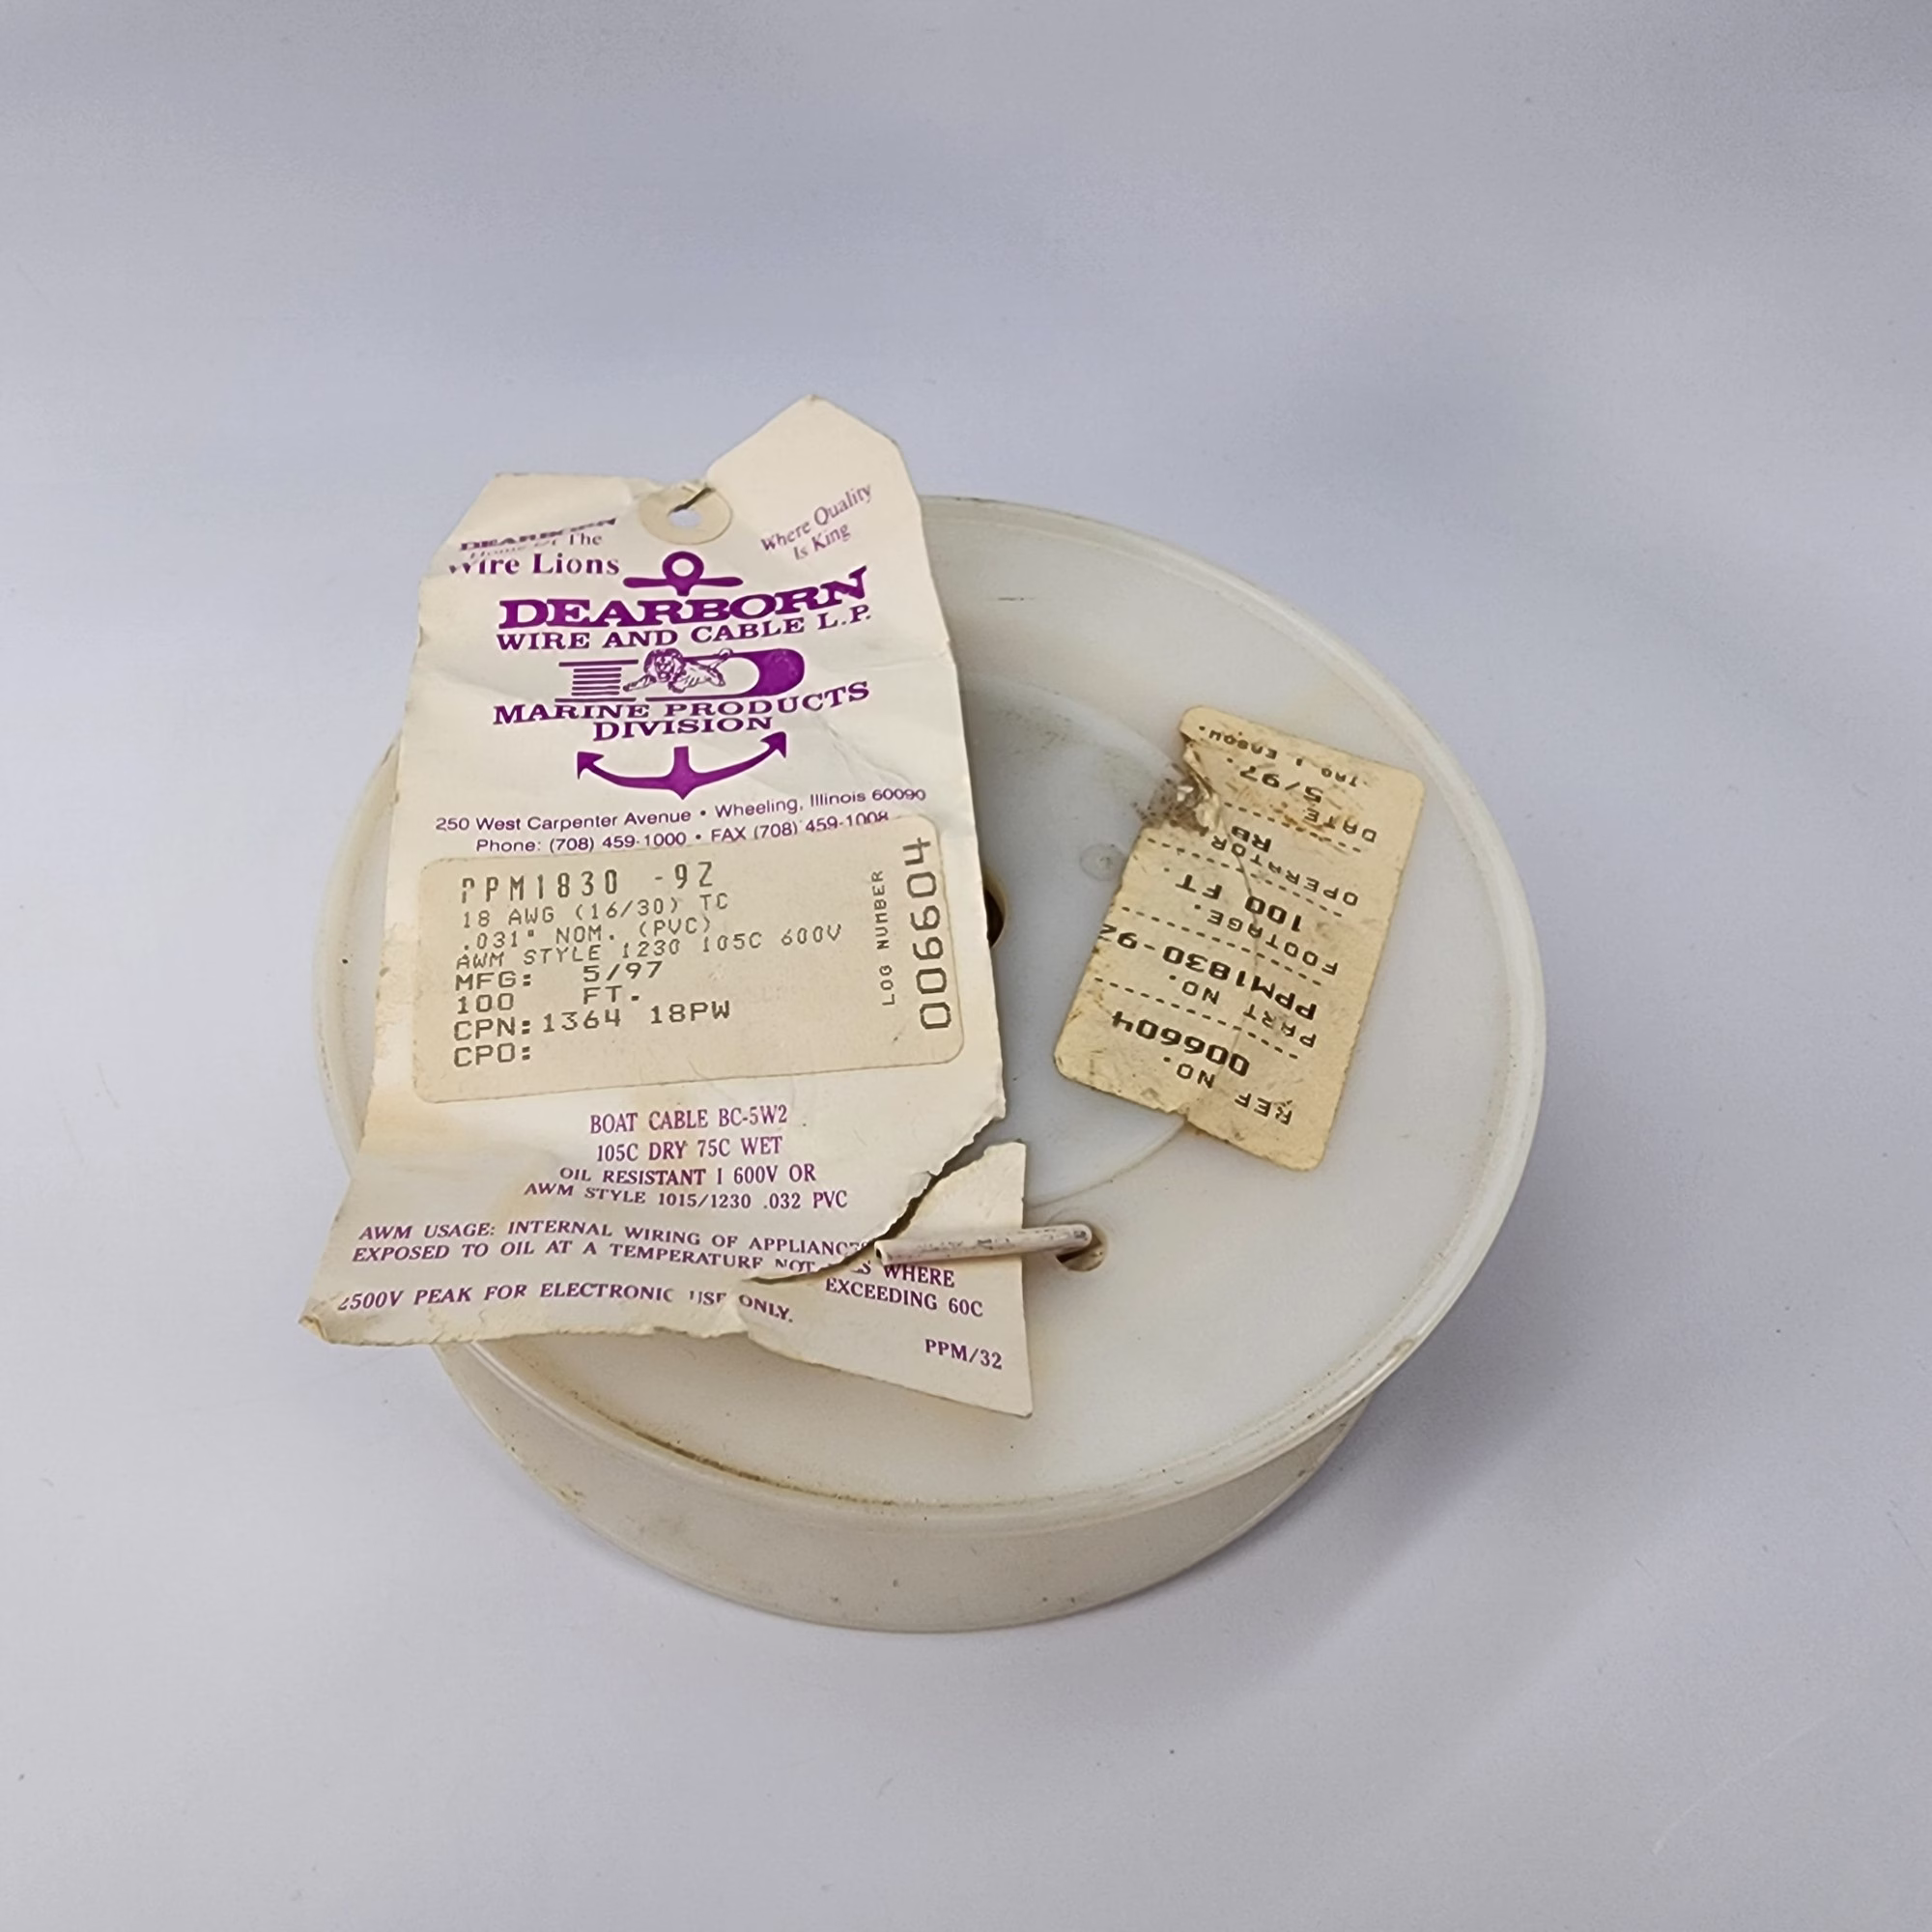 DEARBORN
Home Of The
Wire Lions
Where Quality
Is King
DEARBORN
WIRE AND CABLE L.P.
MARINE PRODUCTS
DIVISION
250 West Carpenter Avenue • Wheeling, Illinois 60090
Phone: (708) 459-1000 • FAX (708) 459-1008
PPM1830 -9Z
18 AWG (16/30) TC
.031" NOM. (PVC)
AWM STYLE 1230 105C 600V
MFG: 5/97
100 FT.
CPN:1364 18PW
CPO:
LOG NUMBER
006604
BOAT CABLE BC-5W2
105C DRY 75C WET
OIL RESISTANT I 600V OR
AWM STYLE 1015/1230 .032 PVC
AWM USAGE: INTERNAL WIRING OF APPLIANCES WHERE
EXPOSED TO OIL AT A TEMPERATURE NOT EXCEEDING 60C
2500V PEAK FOR ELECTRONIC USE ONLY.
PPM/32
REF NO.
006604
PART NO.
PPM1830-9Z
FOOTAGE.
100 FT.
OPERATOR
RB
DATE
5/97